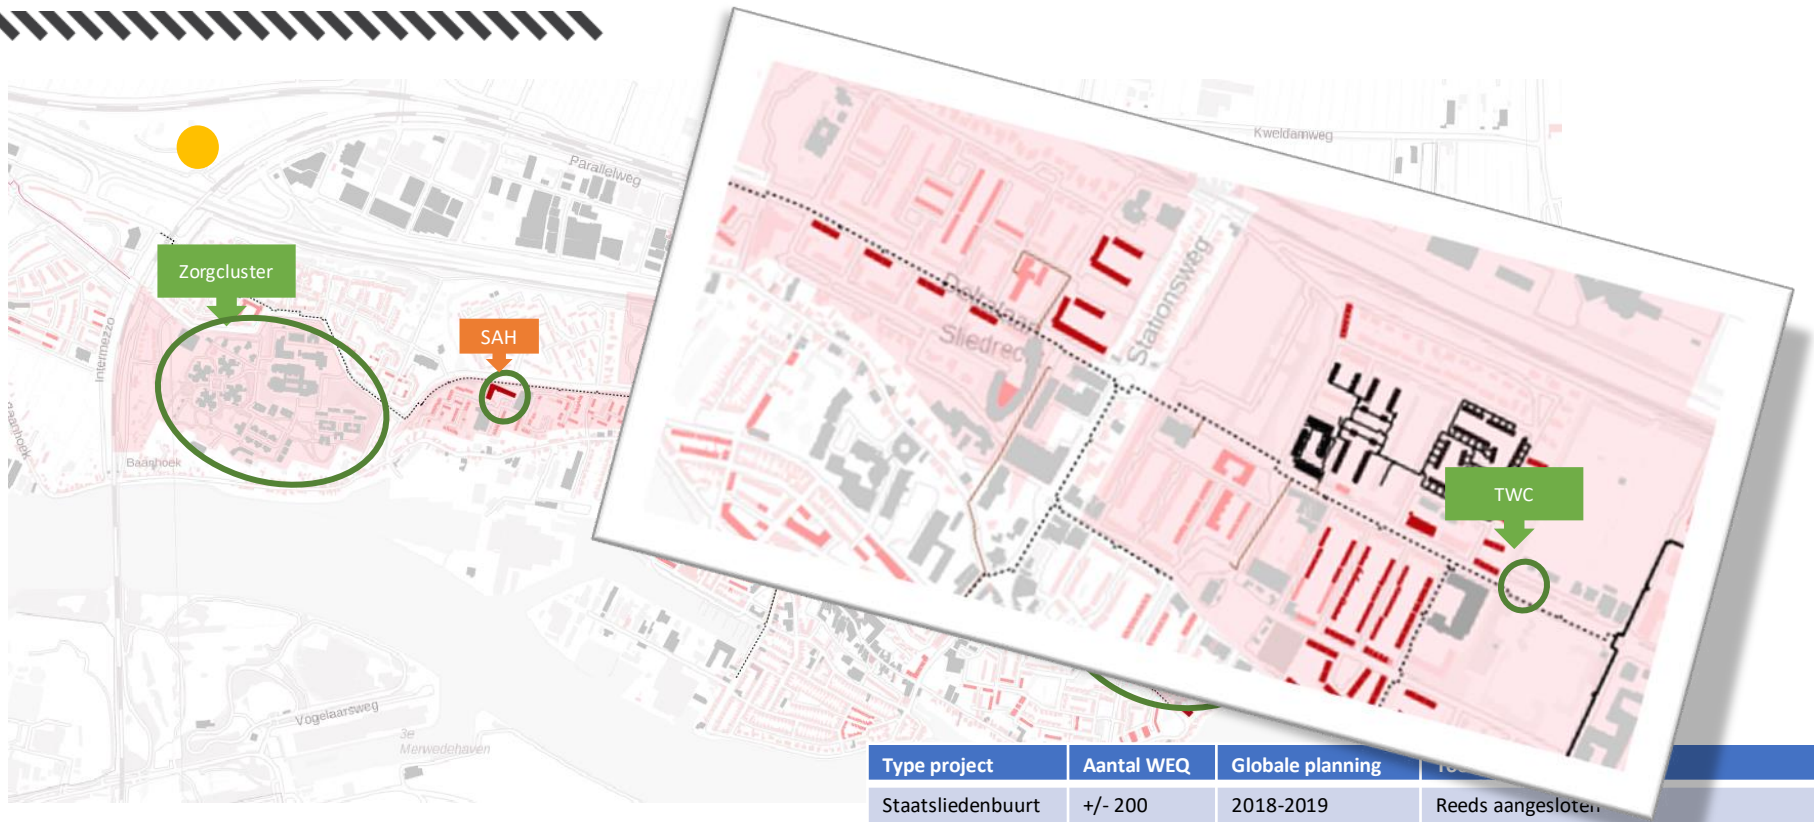 Kweldamweg
Parallelweg
Zorgcluster
SAH
Intermezzo
Baanhoek
Stationsweg
Sliedrec
TWC
Vogelaarsweg
3e
Merwedehaven
Type project Aantal WEQ Globale planning
Staatsliedenbuurt +/- 200 2018-2019 Reeds aangesloten